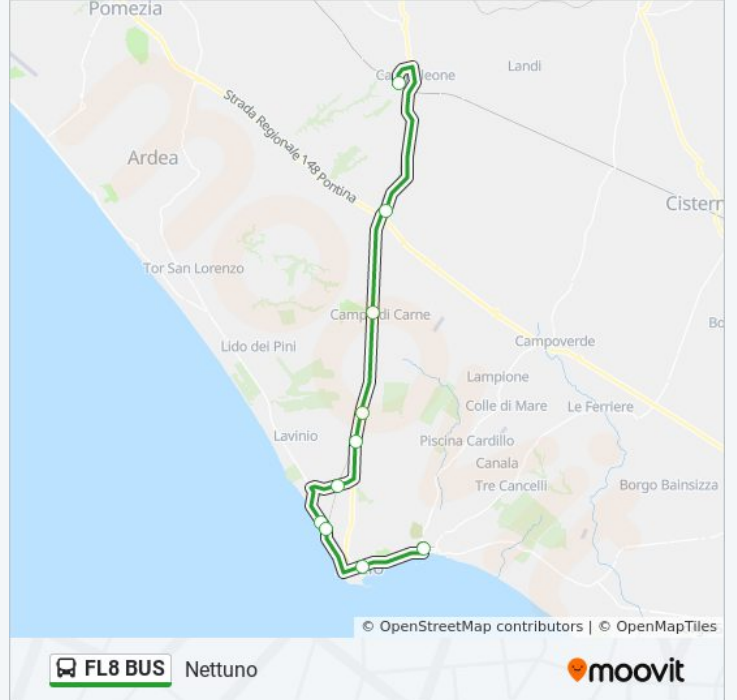 Pomezia
Landi
Strada Regionale 148 Pontina
Ardea
Cistern
Tor San Lorenzo
Campo di Carne
Bo
Lido dei Pini
Campoverde
Lampione
Colle di Mare
Le Ferriere
Lavinio
Piscina Cardillo
Canala
Tre Cancelli
Borgo Bainsizza
© OpenStreetMap contributors | © OpenMapTiles
FL8 BUS Nettuno
moovit